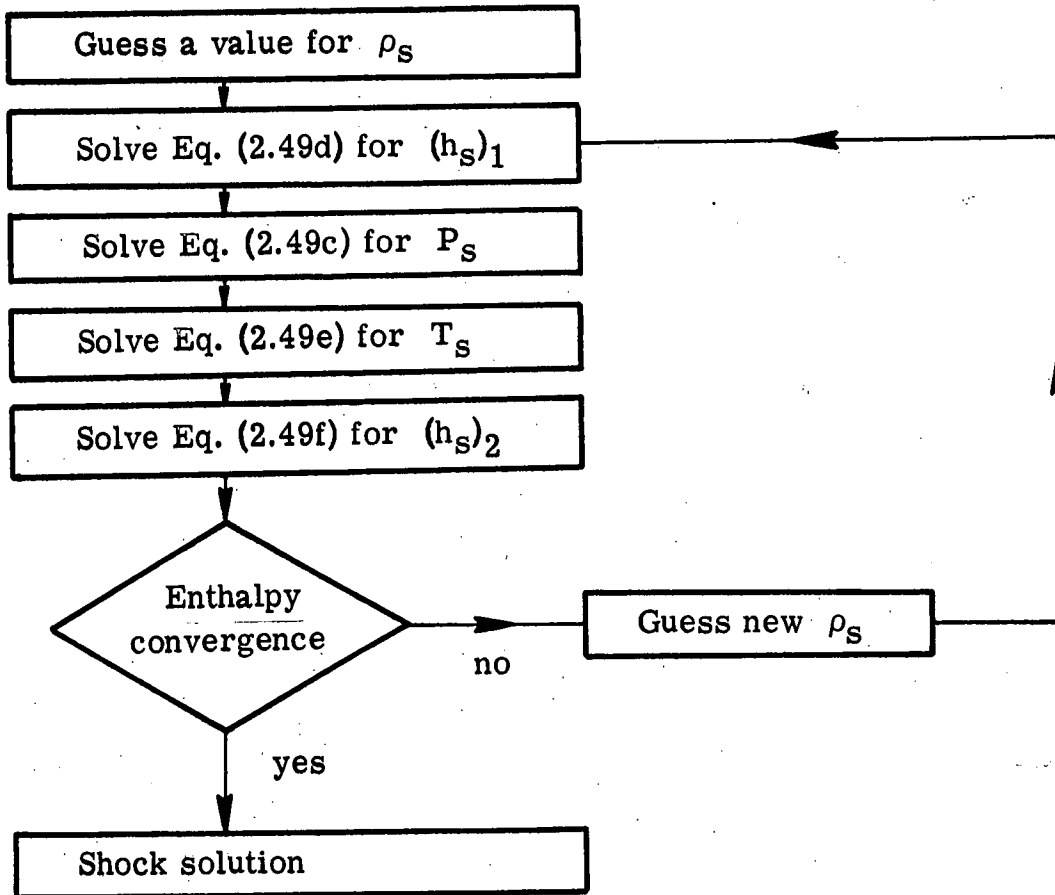 Guess a value for ρs
Solve Eq. (2.49d) for (hs)1
Solve Eq. (2.49c) for Ps
Solve Eq. (2.49e) for Ts
Solve Eq. (2.49f) for (hs)2
Enthalpy
convergence
no
Guess new ρs
yes
Shock solution